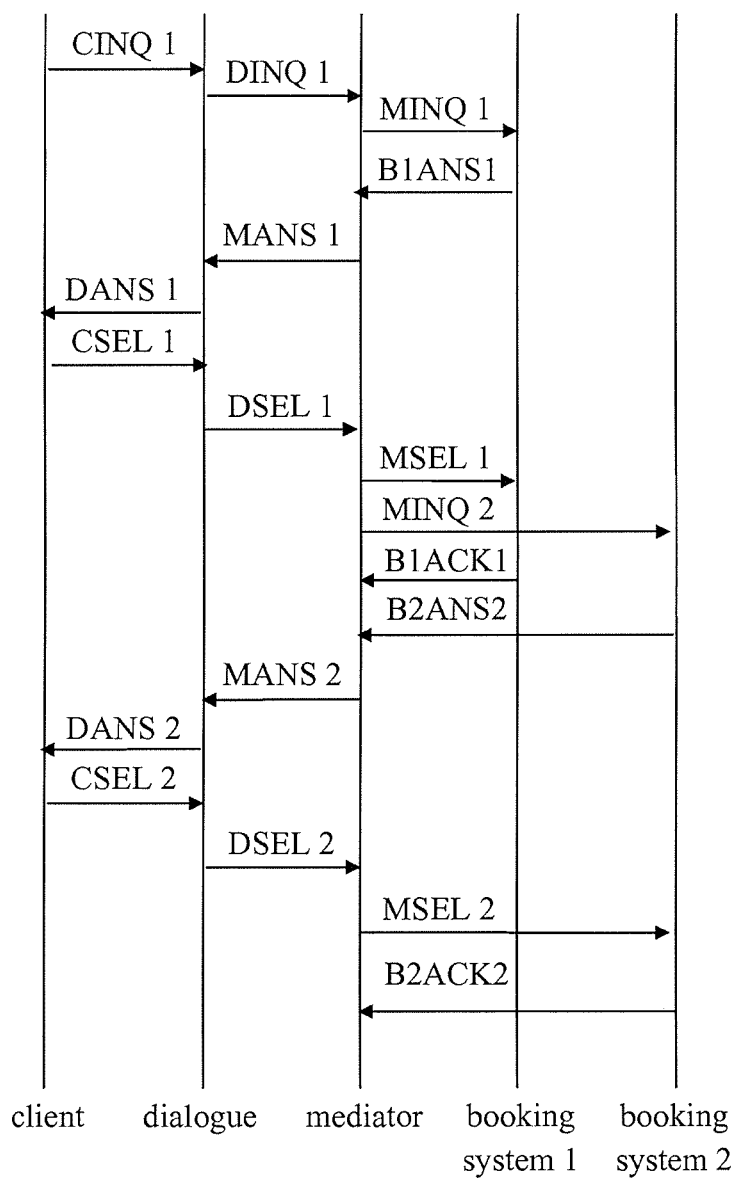 CINQ 1
DINQ 1
MINQ 1
B1ANS1
MANS 1
DANS 1
CSEL 1
DSEL 1
MSEL 1
MINQ 2
B1ACK1
B2ANS2
MANS 2
DANS 2
CSEL 2
DSEL 2
MSEL 2
B2ACK2
client dialogue mediator booking booking
system 1 system 2